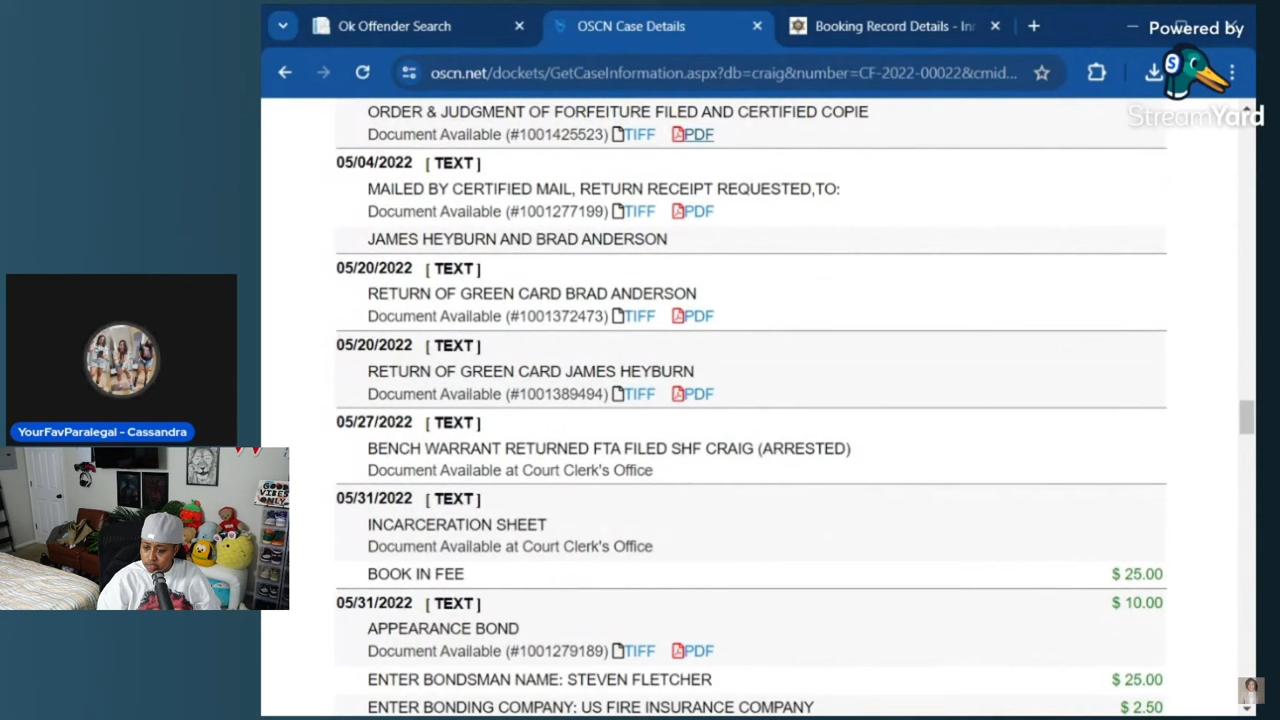 Ok Offender Search
OSCN Case Details
Booking Record Details - In
Powered by
StreamYard
oscn.net/dockets/GetCaseInformation.aspx?db=craig&number=CF-2022-00022&cmid...
ORDER & JUDGMENT OF FORFEITURE FILED AND CERTIFIED COPIE
Document Available (#1001425523) TIFF PDF
05/04/2022 [ TEXT ]
MAILED BY CERTIFIED MAIL, RETURN RECEIPT REQUESTED,TO:
Document Available (#1001277199) TIFF PDF
JAMES HEYBURN AND BRAD ANDERSON
05/20/2022 [ TEXT ]
RETURN OF GREEN CARD BRAD ANDERSON
Document Available (#1001372473) TIFF PDF
05/20/2022 [ TEXT ]
RETURN OF GREEN CARD JAMES HEYBURN
Document Available (#1001389494) TIFF PDF
05/27/2022 [ TEXT ]
BENCH WARRANT RETURNED FTA FILED SHF CRAIG (ARRESTED)
Document Available at Court Clerk's Office
05/31/2022 [ TEXT ]
INCARCERATION SHEET
Document Available at Court Clerk's Office
BOOK IN FEE $ 25.00
05/31/2022 [ TEXT ] $ 10.00
APPEARANCE BOND
Document Available (#1001279189) TIFF PDF
ENTER BONDSMAN NAME: STEVEN FLETCHER $ 25.00
ENTER BONDING COMPANY: US FIRE INSURANCE COMPANY $ 2.50
YourFavParalegal - Cassandra
GOOD
VIBES
ONLY